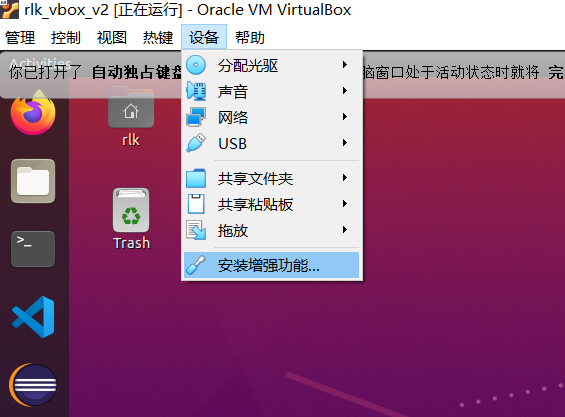 rlk_vbox_v2 [正在运行] - Oracle VM VirtualBox
管理 控制 视图 热键 设备 帮助
Activities
你已打开了 自动独占键盘
脑窗口处于活动状态时就将 完
分配光驱
声音
网络
USB
共享文件夹
共享粘贴板
拖放
安装增强功能...
rlk
Trash
>_